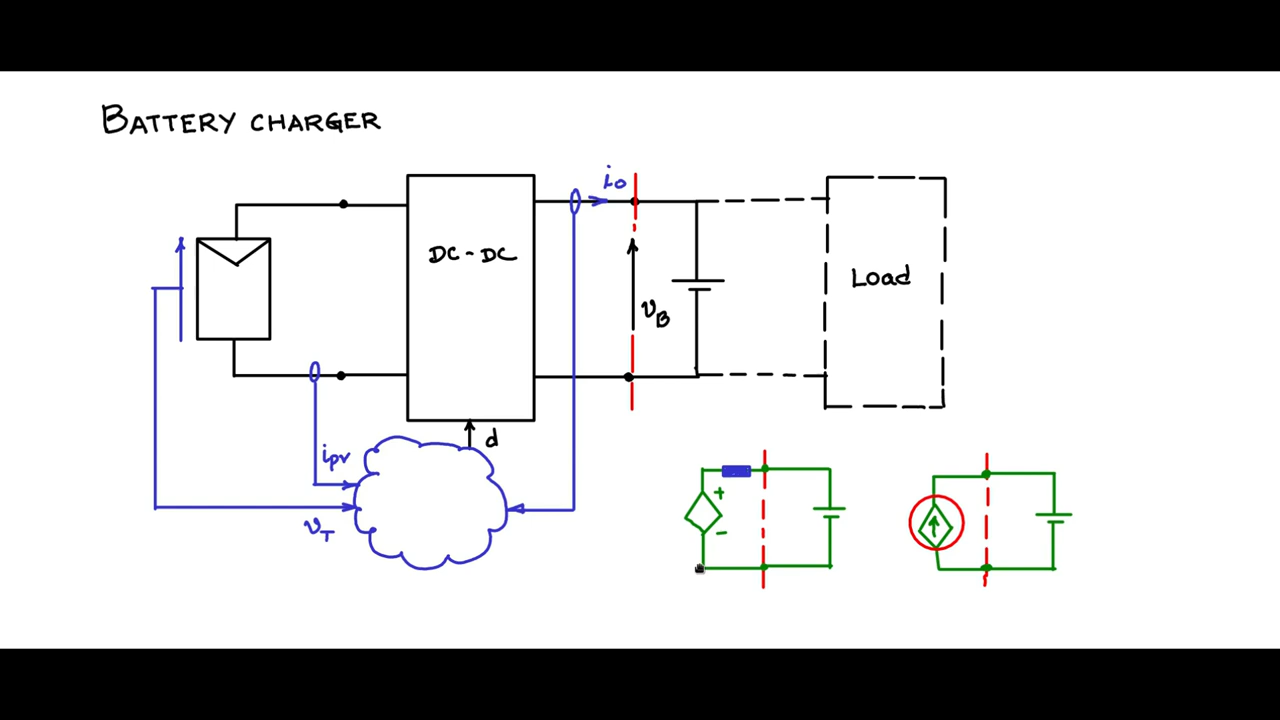 BATTERY CHARGER
io
DC-DC
vB
Load
d
ipv
vT
+
-